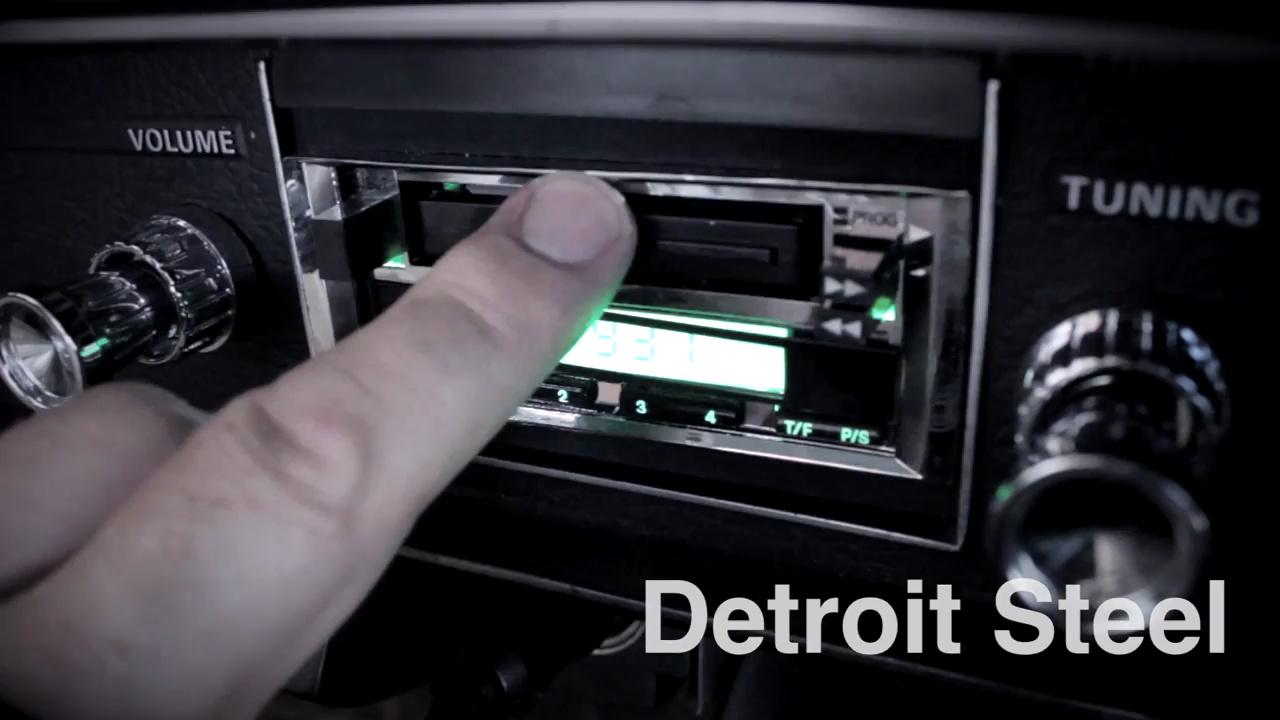 VOLUME
TUNING
PROG
2
3
4
T/F
P/S
Detroit Steel